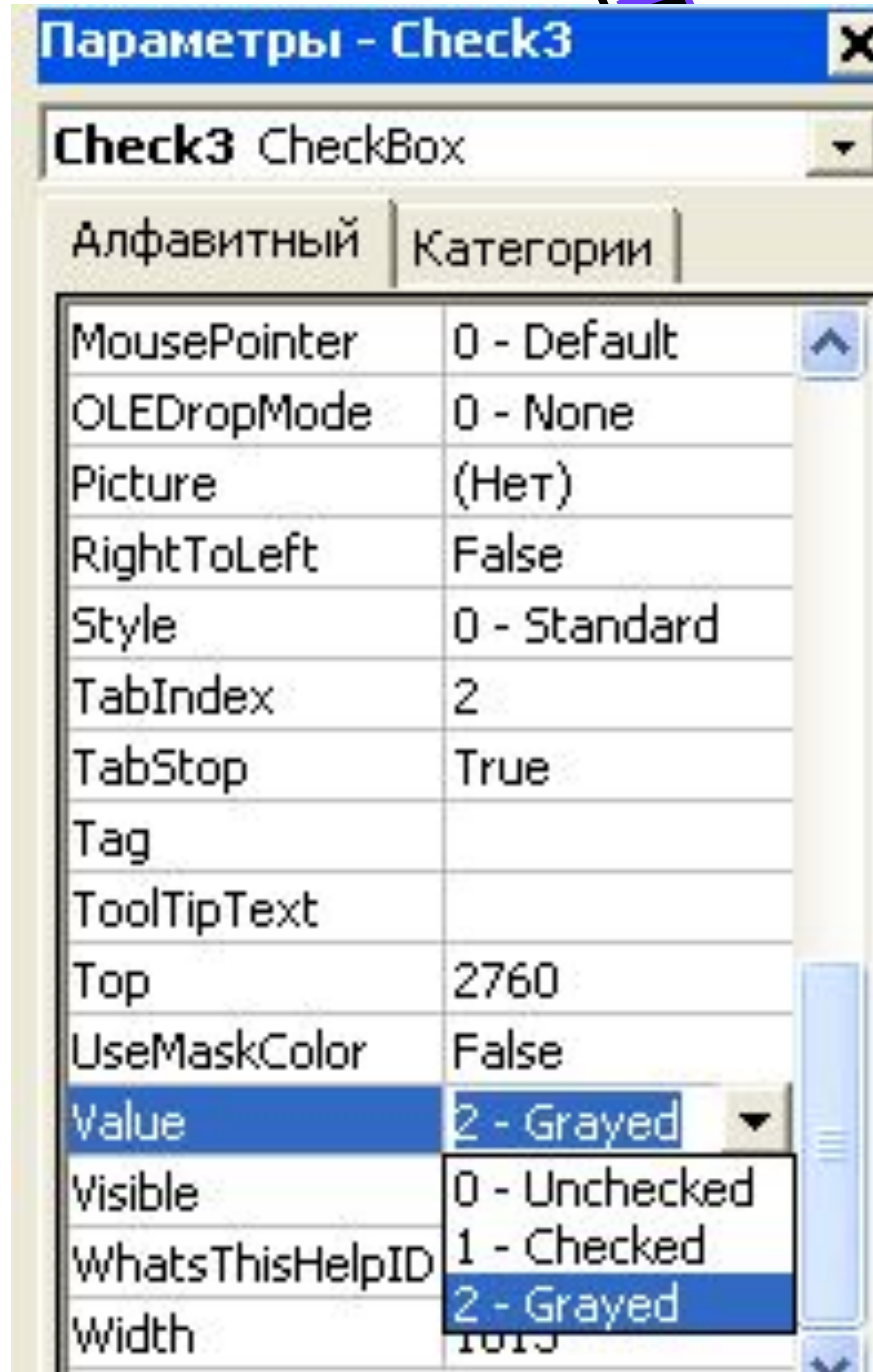 Параметры - Check3
Check3 CheckBox
Алфавитный Категории
MousePointer 0 - Default
OLEDropMode 0 - None
Picture (Нет)
RightToLeft False
Style 0 - Standard
TabIndex 2
TabStop True
Tag
ToolTipText
Top 2760
UseMaskColor False
Value 2 - Grayed
Visible 0 - Unchecked
WhatsThisHelpID 1 - Checked
2 - Grayed
Width